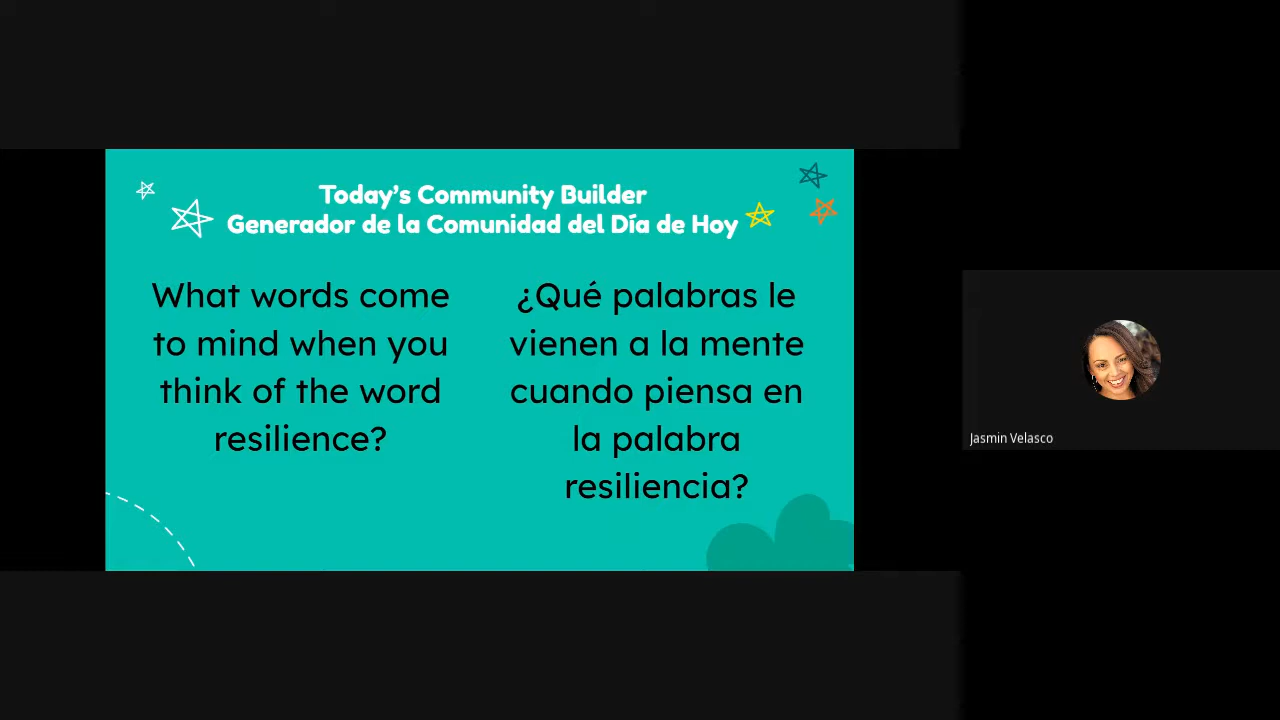 Today's Community Builder
Generador de la Comunidad del Día de Hoy
What words come
to mind when you
think of the word
resilience?
¿Qué palabras le
vienen a la mente
cuando piensa en
la palabra
resiliencia?
Jasmin Velasco